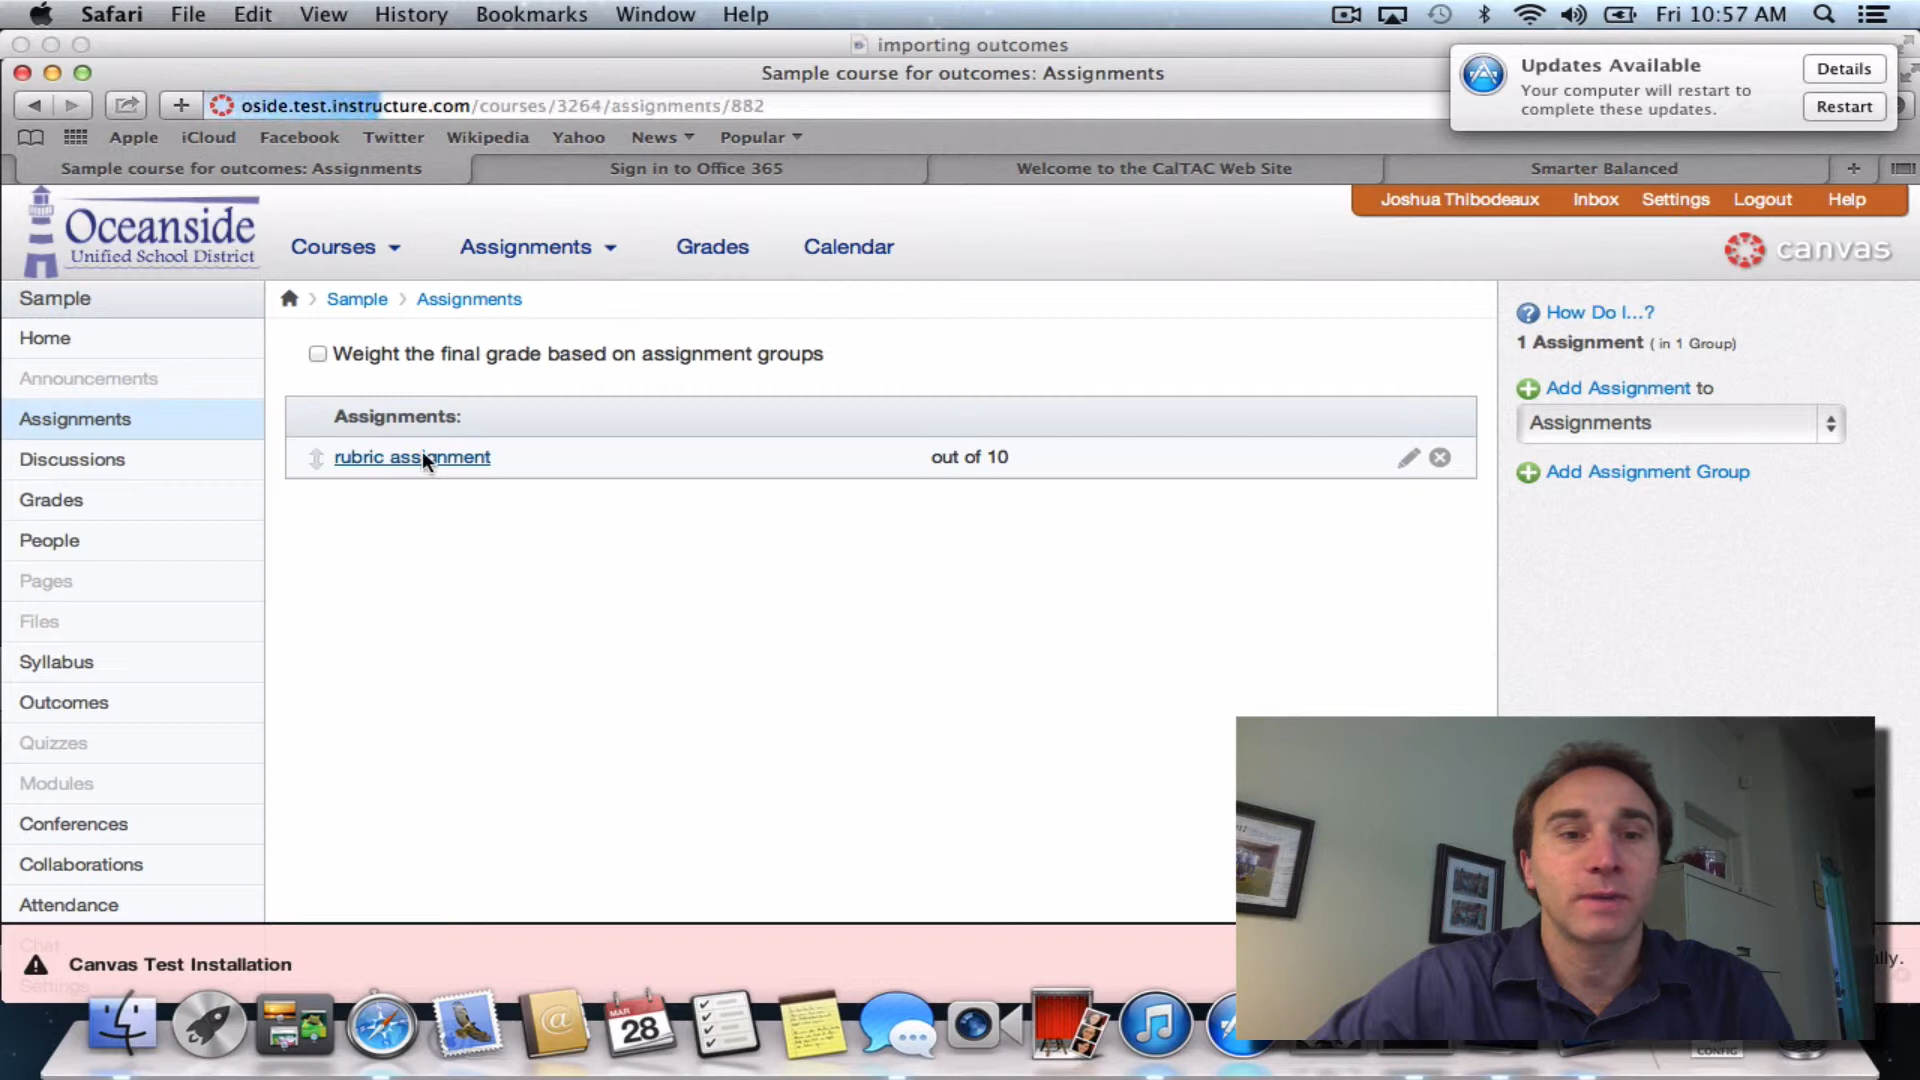 Safari File Edit View History Bookmarks Window Help Fri 10:57 AM
importing outcomes
Sample course for outcomes: Assignments
Updates Available
Your computer will restart to
complete these updates.
Details
Restart
oside.test.instructure.com/courses/3264/assignments/882
Apple iCloud Facebook Twitter Wikipedia Yahoo News Popular
Sample course for outcomes: Assignments Sign in to Office 365 Welcome to the CalTAC Web Site Smarter Balanced
Joshua Thibodeaux Inbox Settings Logout Help
Oceanside
Unified School District
Courses Assignments Grades Calendar
canvas
Sample
Home
Announcements
Assignments
Discussions
Grades
People
Pages
Files
Syllabus
Outcomes
Quizzes
Modules
Conferences
Collaborations
Attendance
Chat
Settings
Sample Assignments
Weight the final grade based on assignment groups
Assignments:
rubric assignment out of 10
How Do I...?
1 Assignment ( in 1 Group)
Add Assignment to
Assignments
Add Assignment Group
Canvas Test Installation
ally.
MAR
28
CONFIG